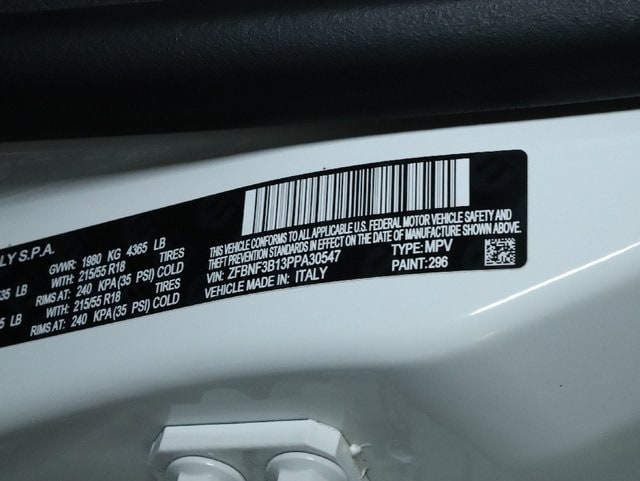 LY S.P.A.
GVWR: 1980 KG 4365 LB
WITH: 215/55 R18 TIRES
RIMS AT: 240 KPA(35 PSI) COLD
WITH: 215/55 R18 TIRES
RIMS AT: 240 KPA(35 PSI) COLD
LB
LB
THIS VEHICLE CONFORMS TO ALL APPLICABLE U.S. FEDERAL MOTOR VEHICLE SAFETY AND
THEFT PREVENTION STANDARDS IN EFFECT ON THE DATE OF MANUFACTURE SHOWN ABOVE.
VIN: ZFBNF3B13PPA30547 TYPE: MPV
VEHICLE MADE IN: ITALY PAINT: 296